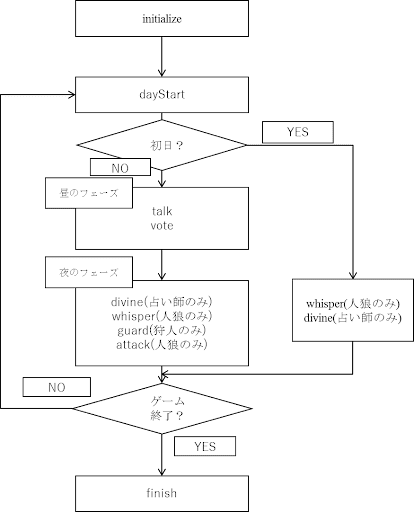 initialize
dayStart
初日？
YES
NO
昼のフェーズ
talk
vote
夜のフェーズ
divine(占い師のみ)
whisper(人狼のみ)
guard(狩人のみ)
attack(人狼のみ)
whisper(人狼のみ)
divine(占い師のみ)
NO
ゲーム
終了？
YES
finish